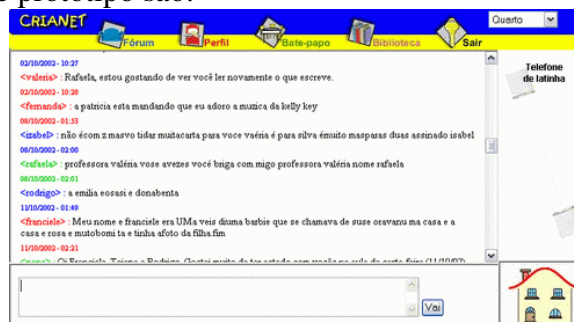 e protótipo são:
CRIANET
Quarto
Fórum
Perfil
Bate-papo
Biblioteca
Sair
Telefone
de latinha
02/10/2002 - 10:27
<valeria> : Rafaela, estou gostando de ver você ler novamente o que escreve.
02/10/2002 - 10:28
<fernanda> : a patricia esta mandando que eu adoro a muzica da kelly key
08/10/2002 - 01:53
<izabel> : não écom z masvo tidar muitacarta para voce vaéria é para silva émuito masparas duas assinado isabel
08/10/2002 - 02:00
<rafaela> : professora valéria vose avezes vocé briga com migo professora valéria nome rafaela
08/10/2002 - 02:01
<rodrigo> : a emilia eosasi e donabenta
11/10/2002 - 01:49
<franciele> : Meu nome e franciele era UMa veis diuma barbie que se chamava de suse oravanu ma casa e a
casa e rosa e mutobomi ta e tinha afoto da filha.fim
11/10/2002 - 02:21
Vai